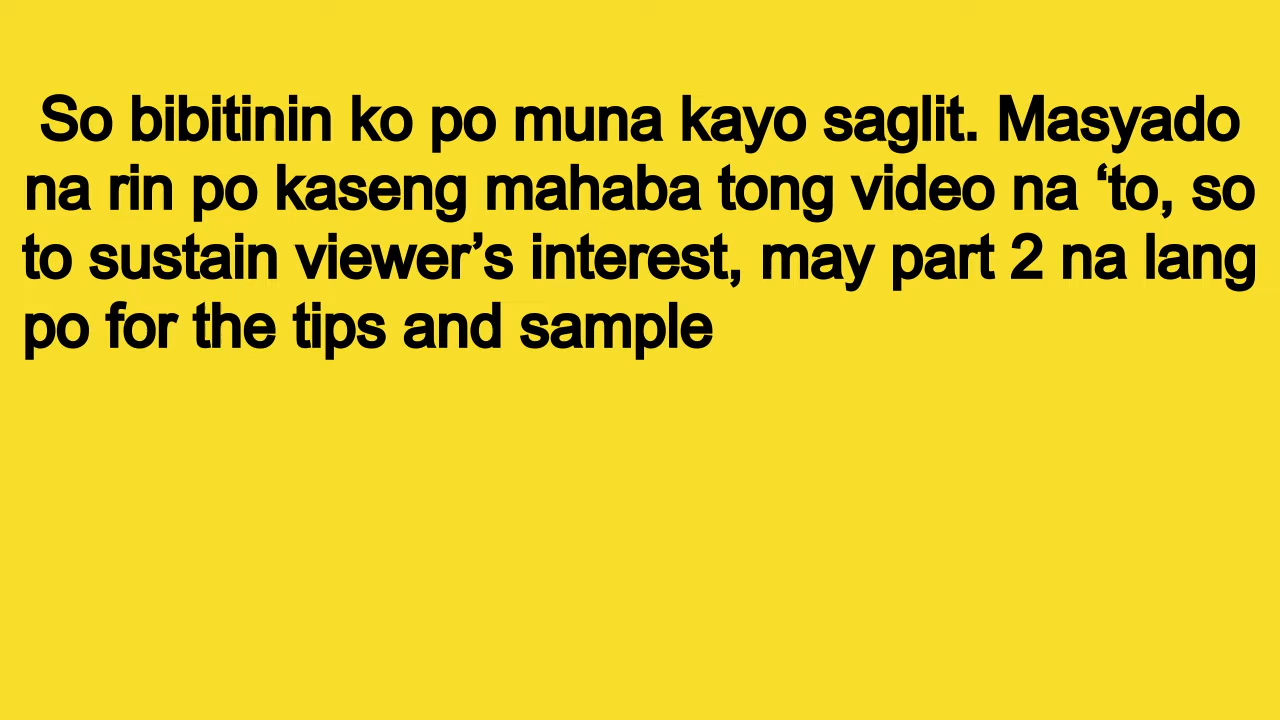 So bibitinin ko po muna kayo saglit. Masyado
na rin po kaseng mahaba tong video na ‘to, so
to sustain viewer’s interest, may part 2 na lang
po for the tips and sample